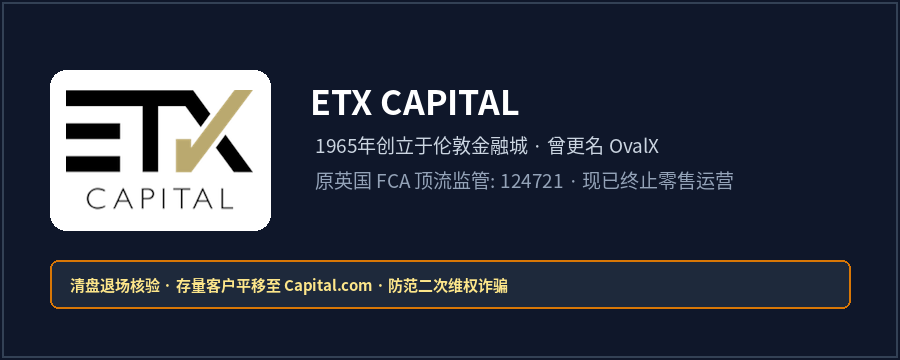 ETX
CAPITAL
ETX CAPITAL
1965年创立于伦敦金融城 · 曾更名 OvalX
原英国 FCA 顶流监管: 124721 · 现已终止零售运营
清盘退场核验 · 存量客户平移至 Capital.com · 防范二次维权诈骗